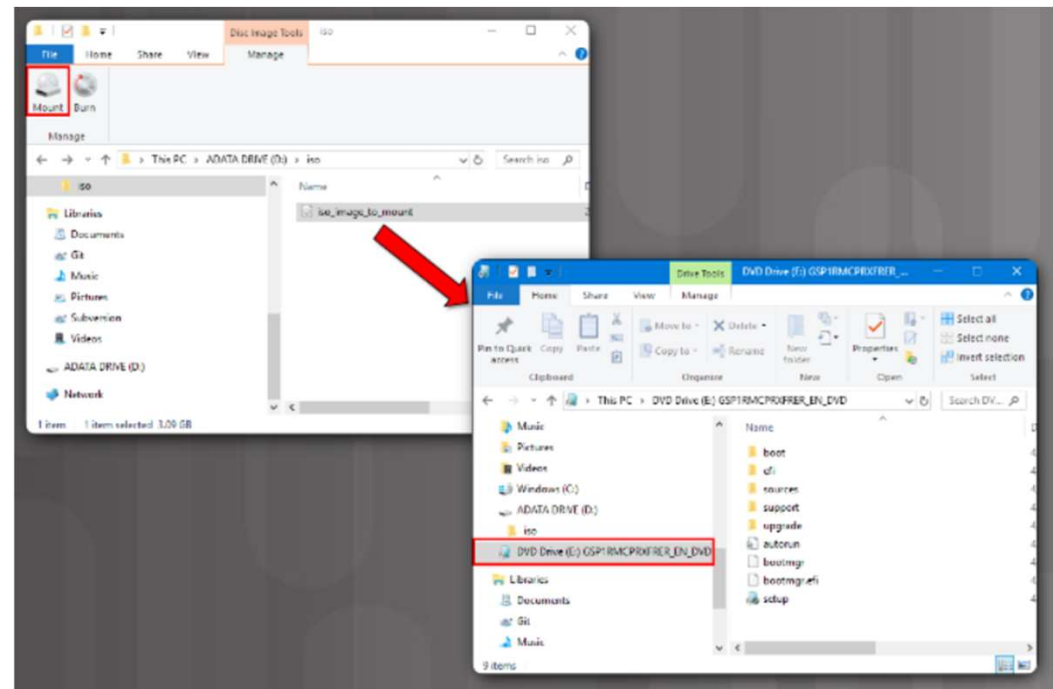 Disc Image Tools iso
File Home Share View Manage
Mount Burn
Manage
This PC > ADATA DRIVE (D:) > iso Search iso
iso
Name
Libraries
iso_image_to_mount
Documents
Git
Music
Pictures
Subversion
Videos
ADATA DRIVE (D:)
Network
1 item 1 item selected 3.09 GB
Drive Tools DVD Drive (E:) GSP1RMCPRXFRER_...
File Home Share View Manage
Pin to Quick access
Copy
Paste
Move to
Copy to
Delete
Rename
New folder
Properties
Select all
Select none
Invert selection
Clipboard Organize New Open Select
This PC > DVD Drive (E:) GSP1RMCPRXFRER_EN_DVD Search DV...
Music
Pictures
Videos
Windows (C:)
ADATA DRIVE (D:)
iso
DVD Drive (E:) GSP1RMCPRXFRER_EN_DVD
Libraries
Documents
Git
Music
Name
boot
efi
sources
support
upgrade
autorun
bootmgr
bootmgr.efi
setup
9 items